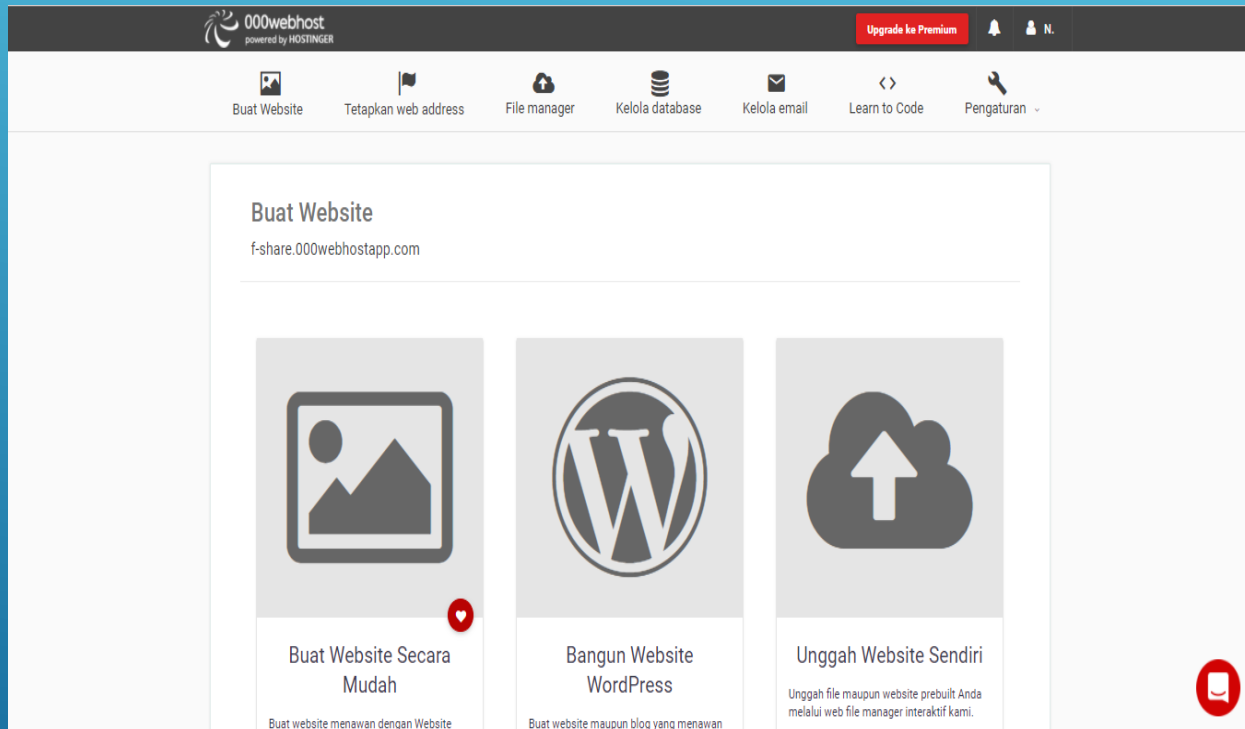 000webhost
powered by HOSTINGER
Upgrade ke Premium
N.
Buat Website
Tetapkan web address
File manager
Kelola database
Kelola email
Learn to Code
Pengaturan
Buat Website
f-share.000webhostapp.com
Buat Website Secara
Mudah
Buat website menawan dengan Website
Bangun Website
WordPress
Buat website maupun blog yang menawan
Unggah Website Sendiri
Unggah file maupun website prebuilt Anda
melalui web file manager interaktif kami.